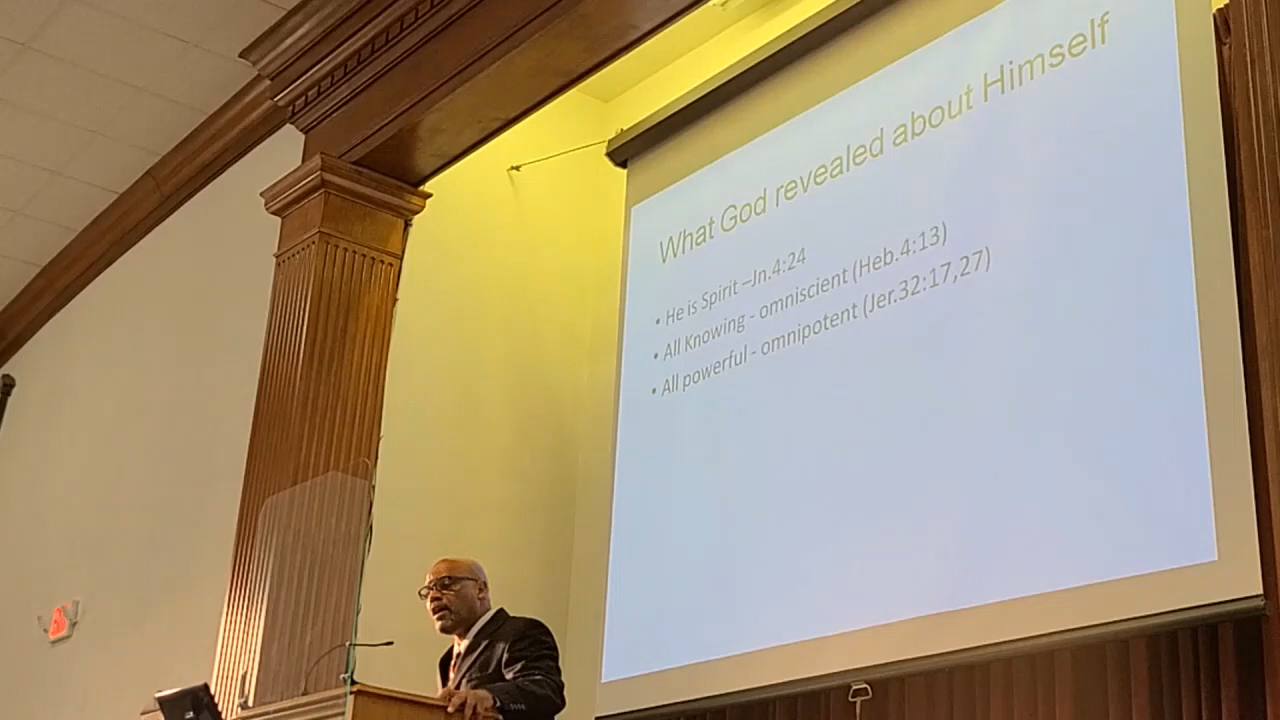 What God revealed about Himself
• He is Spirit –Jn.4:24
• All Knowing - omniscient (Heb.4:13)
• All powerful - omnipotent (Jer.32:17,27)